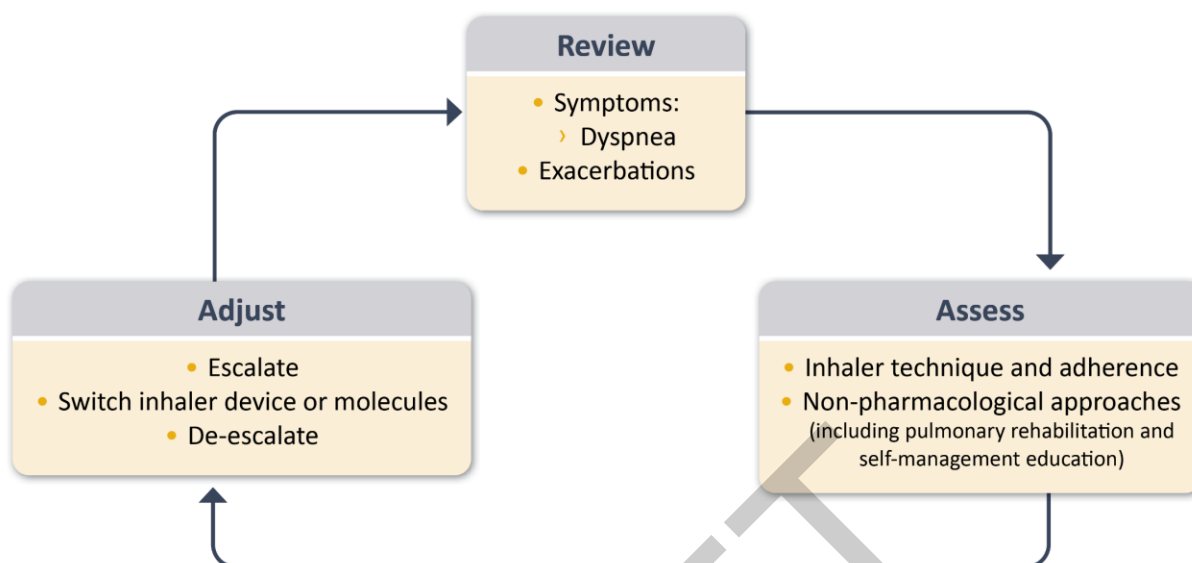 Review
• Symptoms:
› Dyspnea
• Exacerbations
Adjust
• Escalate
• Switch inhaler device or molecules
• De-escalate
Assess
• Inhaler technique and adherence
• Non-pharmacological approaches
(including pulmonary rehabilitation and
self-management education)